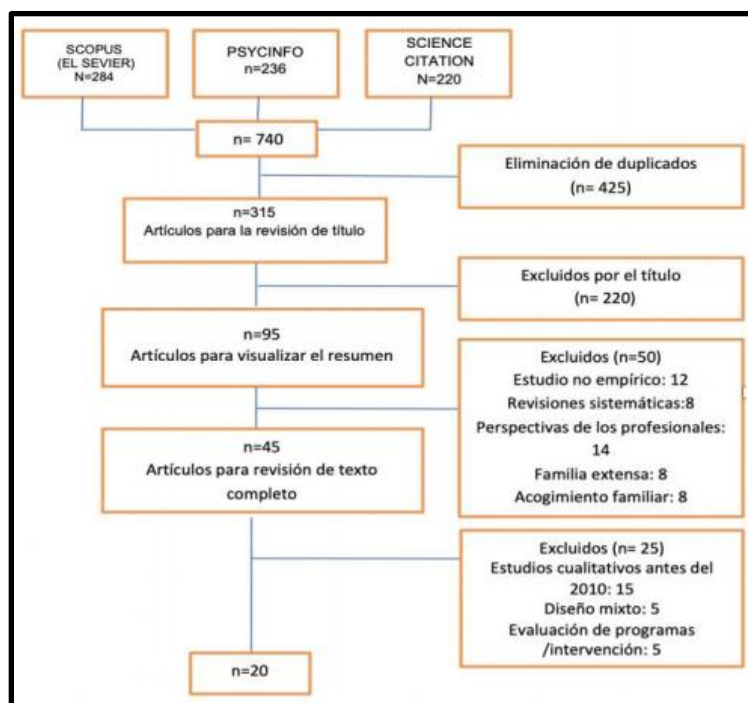 SCOPUS
(EL SEVIER)
N=284
PSYCINFO
n=236
SCIENCE
CITATION
N=220
n= 740
Eliminación de duplicados
(n= 425)
n=315
Artículos para la revisión de título
Excluidos por el título
(n= 220)
n=95
Artículos para visualizar el resumen
Excluidos (n=50)
Estudio no empírico: 12
Revisiones sistemáticas:8
Perspectivas de los profesionales:
14
Familia extensa: 8
Acogimiento familiar: 8
n=45
Artículos para revisión de texto
completo
Excluidos (n= 25)
Estudios cualitativos antes del
2010: 15
Diseño mixto: 5
Evaluación de programas
/intervención: 5
n=20